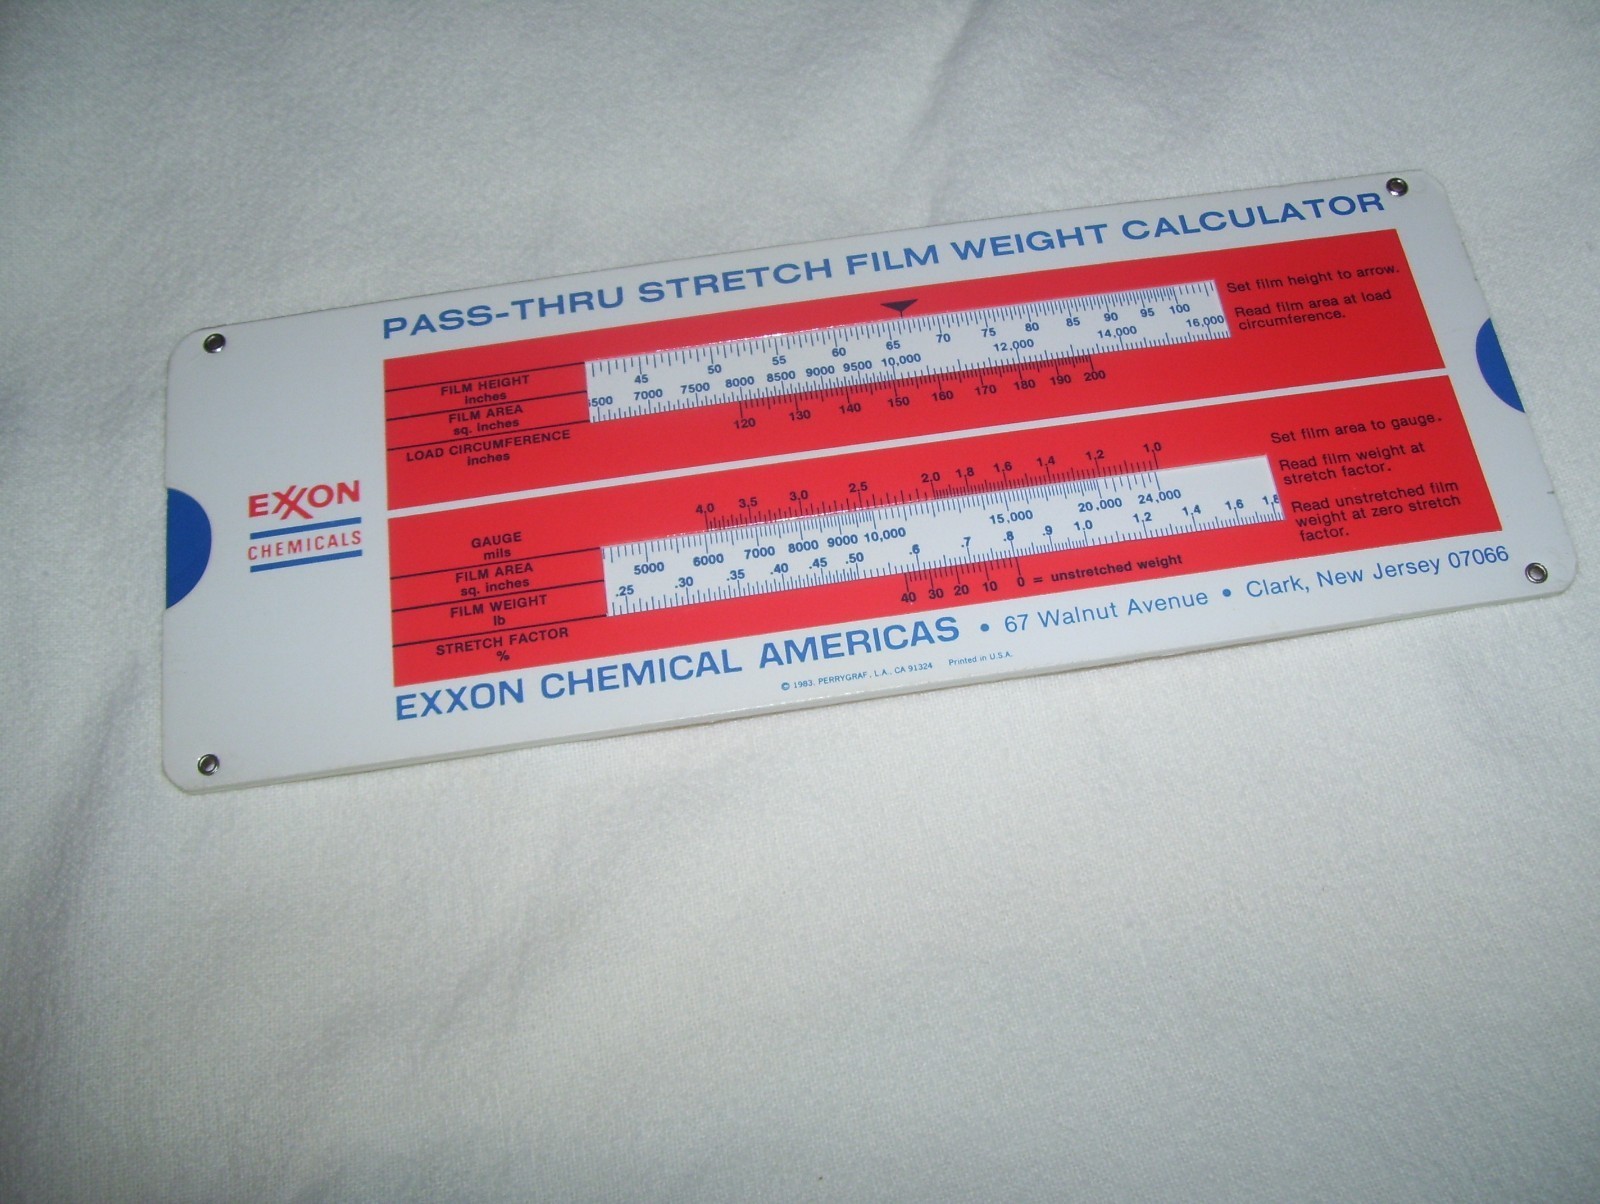 PASS-THRU STRETCH FILM WEIGHT CALCULATOR
Set film height to arrow.
Read film area at load
circumference.
FILM HEIGHT
inches
45 50 55 60 65 70 75 80 85 90 95 100
FILM AREA
sq. inches
6500 7000 7500 8000 8500 9000 9500 10,000 12,000 14,000 16,000
LOAD CIRCUMFERENCE
inches
120 130 140 150 160 170 180 190 200
EXXON
CHEMICALS
Set film area to gauge.
Read film weight at
stretch factor.
Read unstretched film
weight at zero stretch
factor.
GAUGE
mils
4.0 3.5 3.0 2.5 2.0 1.8 1.6 1.4 1.2 1.0
FILM AREA
sq. inches
5000 6000 7000 8000 9000 10,000 15,000 20,000 24,000
FILM WEIGHT
lb
.25 .30 .35 .40 .45 .50 .6 .7 .8 .9 1.0 1.2 1.4 1.6 1.8
STRETCH FACTOR
%
40 30 20 10 0 = unstretched weight
EXXON CHEMICAL AMERICAS • 67 Walnut Avenue • Clark, New Jersey 07066
© 1983, PERRYGRAF, L.A., CA 91324 Printed in U.S.A.